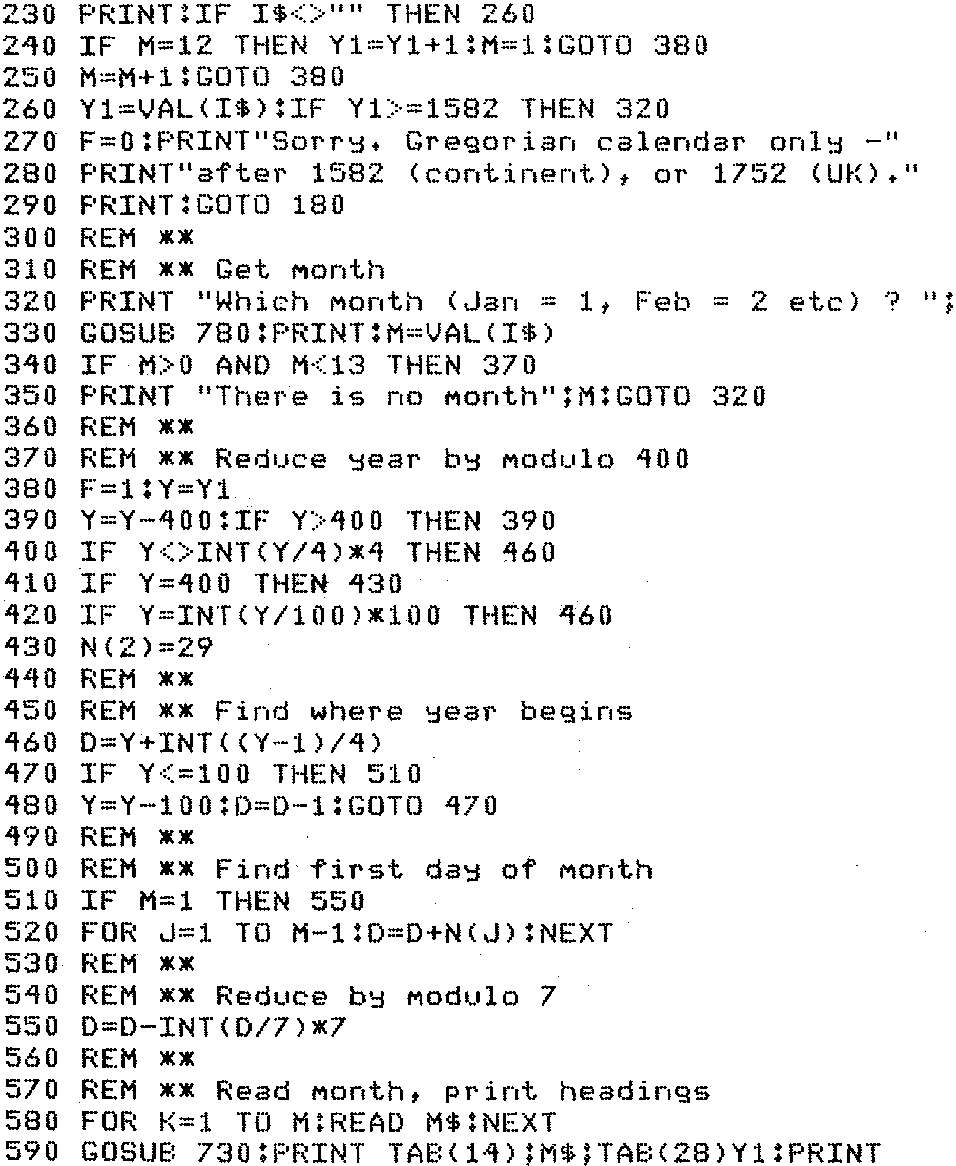 230 PRINT:IF I$<>"" THEN 260
240 IF M=12 THEN Y1=Y1+1:M=1:GOTO 380
250 M=M+1:GOTO 380
260 Y1=VAL(I$):IF Y1>=1582 THEN 320
270 F=0:PRINT"Sorry. Gregorian calendar only -"
280 PRINT"after 1582 (continent), or 1752 (UK)."
290 PRINT:GOTO 180
300 REM **
310 REM ** Get month
320 PRINT "Which month (Jan = 1, Feb = 2 etc) ? ";
330 GOSUB 780:PRINT:M=VAL(I$)
340 IF M>0 AND M<13 THEN 370
350 PRINT "There is no month";M:GOTO 320
360 REM **
370 REM ** Reduce year by modulo 400
380 F=1:Y=Y1
390 Y=Y-400:IF Y>400 THEN 390
400 IF Y<>INT(Y/4)*4 THEN 460
410 IF Y=400 THEN 430
420 IF Y=INT(Y/100)*100 THEN 460
430 N(2)=29
440 REM **
450 REM ** Find where year begins
460 D=Y+INT((Y-1)/4)
470 IF Y<=100 THEN 510
480 Y=Y-100:D=D-1:GOTO 470
490 REM **
500 REM ** Find first day of month
510 IF M=1 THEN 550
520 FOR J=1 TO M-1:D=D+N(J):NEXT
530 REM **
540 REM ** Reduce by modulo 7
550 D=D-INT(D/7)*7
560 REM **
570 REM ** Read month, print headings
580 FOR K=1 TO M:READ M$:NEXT
590 GOSUB 730:PRINT TAB(14);M$;TAB(28)Y1:PRINT